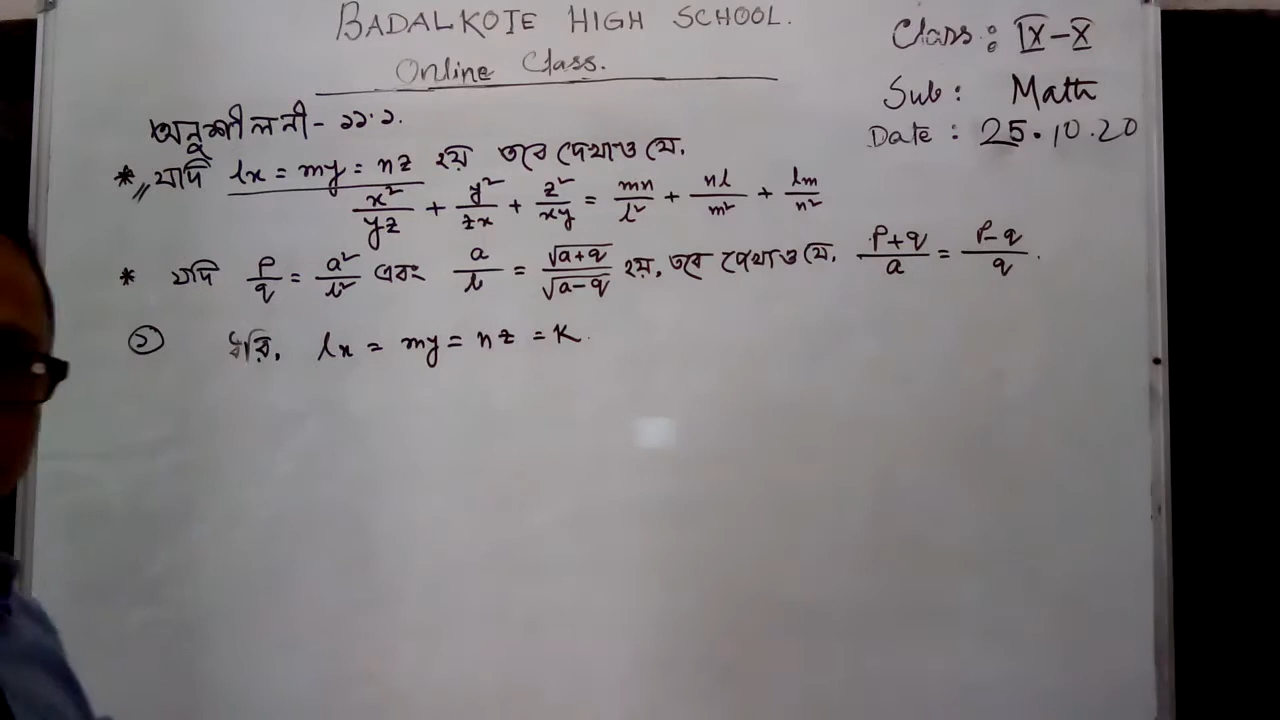 BADALKOTE HIGH SCHOOL.
Online Class.
Class: IX-X
Sub: Math
Date: 25.10.20
অনুশীলনী - ১১.১.
* যদি lx = my = nz হয় তবে দেখাও যে,
x²/yz + y²/zx + z²/xy = mn/l² + nl/m² + lm/n²
* যদি p/q = a²/b² এবং a/b = √(a+q)/√(a-q) হয়, তবে দেখাও যে, p+q/a = p-q/q.
১ ধরি, lx = my = nz = K.